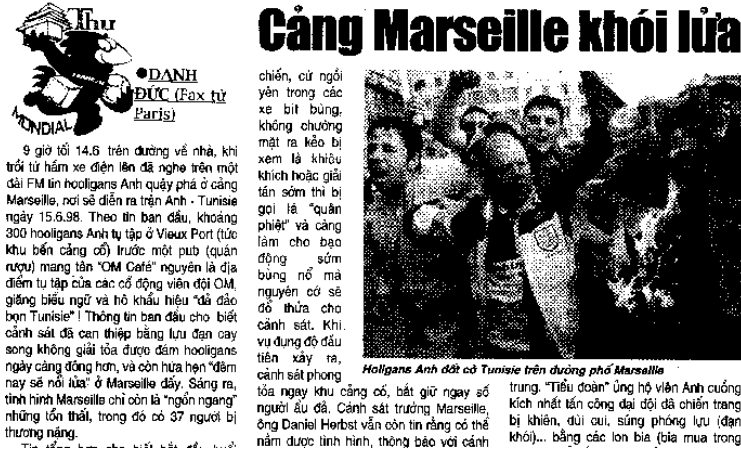 Thư
MONDIAL
●DANH
ĐỨC (Fax từ
Paris)
Cảng Marseille khói lửa
9 giờ tối 14.6 trên đường về nhà, khi
trồi từ hầm xe điện lên đã nghe trên một
đài FM tin hooligans Anh quậy phá ở cảng
Marseille, nơi sẽ diễn ra trận Anh - Tunisie
ngày 15.6.98. Theo tin ban đầu, khoảng
300 hooligans Anh tụ tập ở Vieux Port (tức
khu bến cảng cổ) trước một pub (quán
rượu) mang tên "OM Café" nguyên là địa
điểm tụ tập của các cổ động viên đội OM,
giăng biểu ngữ và hô khẩu hiệu "đả đảo
bọn Tunisie" ! Thông tin ban đầu cho biết
cảnh sát đã can thiệp bằng lựu đạn cay
song không giải tỏa được đám hooligans
ngày càng đông hơn, và còn hứa hẹn "đêm
nay sẽ nổi lửa" ở Marseille đấy. Sáng ra,
tình hình Marseille chỉ còn là "ngổn ngang"
những tổn thất, trong đó có 37 người bị
thương nặng.
chiến, cứ ngồi
yên trong các
xe bít bùng,
không chường
mặt ra kẻo bị
xem là khiêu
khích hoặc giải
tán sớm thì bị
gọi là "quân
phiệt" và càng
làm cho bạo
động sớm
bùng nổ mà
nguyên cớ sẽ
đổ thừa cho
cảnh sát. Khi
vụ đụng độ đầu
tiên xảy ra,
cảnh sát phong
tỏa ngay khu cảng cổ, bắt giữ ngay số
người ẩu đả. Cảnh sát trưởng Marseille,
ông Daniel Herbst vẫn còn tin rằng có thể
nắm được tình hình, thông báo với cánh
Holigans Anh đốt cờ Tunisie trên đường phố Marseille
trung. "Tiểu đoàn" ủng hộ viên Anh cuồng
kích nhất tấn công đại đội đã chiến trang
bị khiên, dùi cui, súng phóng lựu (đạn
khói)... bằng các lon bia (bia mua trong